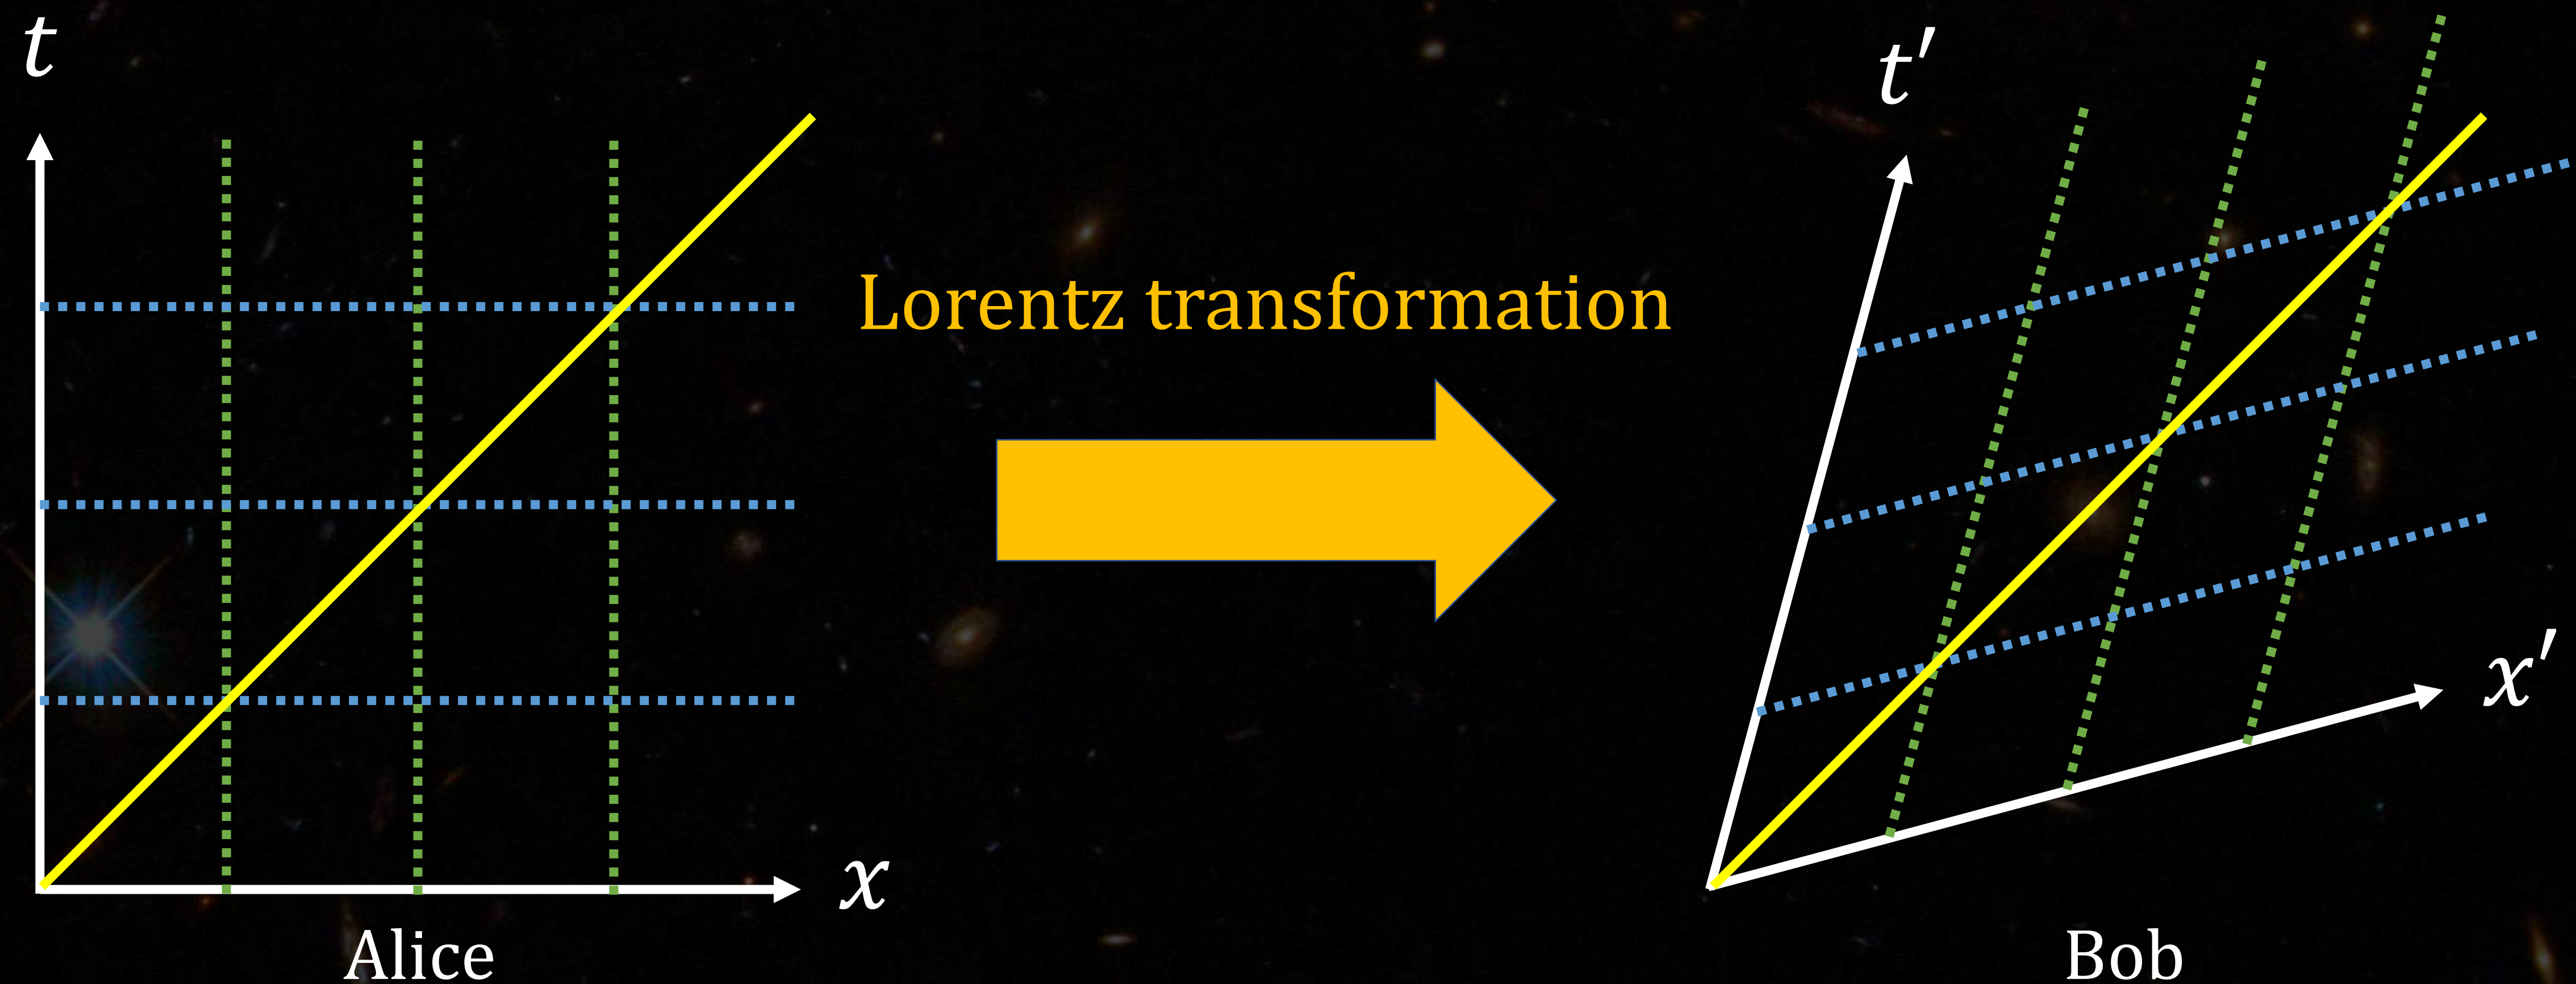 t
t′
Lorentz transformation
x′
x
Alice
Bob